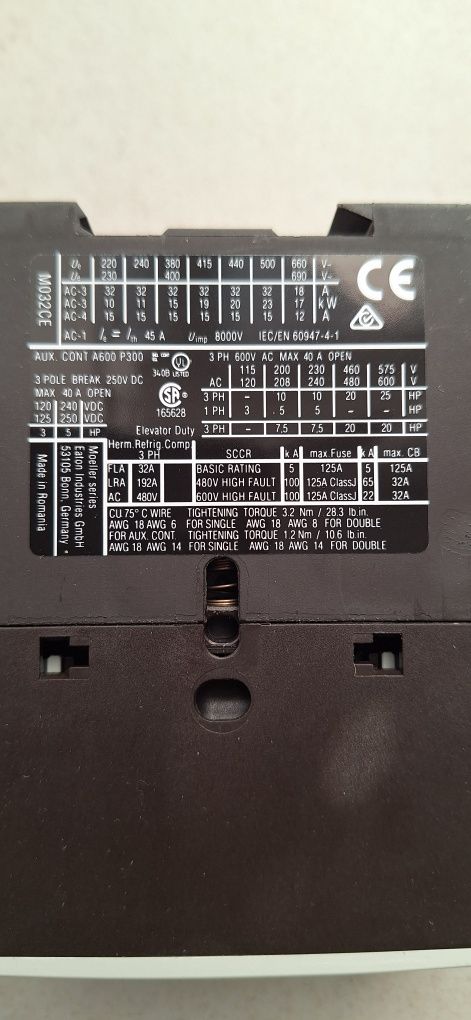 M032CE
Ue 220 240 380 415 440 500 660 V~
Ue 230 400 690 V~
AC-3 32 32 32 32 32 32 18 A
AC-3 10 11 15 19 20 23 17 kW
AC-4 15 15 15 15 15 15 12 A
AC-1 Ie = Ith 45 A Uimp 8000V IEC/EN 60947-4-1
CE
AUX. CONT A600 P300
UL
340B LISTED
3 POLE BREAK 250V DC
MAX 40 A OPEN
SA
165628
120 240 VDC
125 250 VDC
3 5 HP
3 PH 600V AC MAX 40 A OPEN
115 200 230 460 575 V
AC 120 208 240 480 600 V
3 PH – 10 10 20 25 HP
1 PH 3 5 5 – – HP
Elevator Duty 3 PH – 7,5 7,5 20 20 HP
Herm.Refrig.Comp.
3 PH SCCR kA max.Fuse kA max. CB
FLA 32A BASIC RATING 5 125A 5 125A
LRA 192A 480V HIGH FAULT 100 125A ClassJ 65 32A
AC 480V 600V HIGH FAULT 100 125A ClassJ 22 32A
CU 75° C WIRE TIGHTENING TORQUE 3.2 Nm / 28.3 lb.in.
AWG 18 AWG 6 FOR SINGLE AWG 18 AWG 8 FOR DOUBLE
FOR AUX. CONT. TIGHTENING TORQUE 1.2 Nm / 10.6 lb.in.
AWG 18 AWG 14 FOR SINGLE AWG 18 AWG 14 FOR DOUBLE
Moeller series
Eaton Industries GmbH
53105 Bonn, Germany
Made in Romania